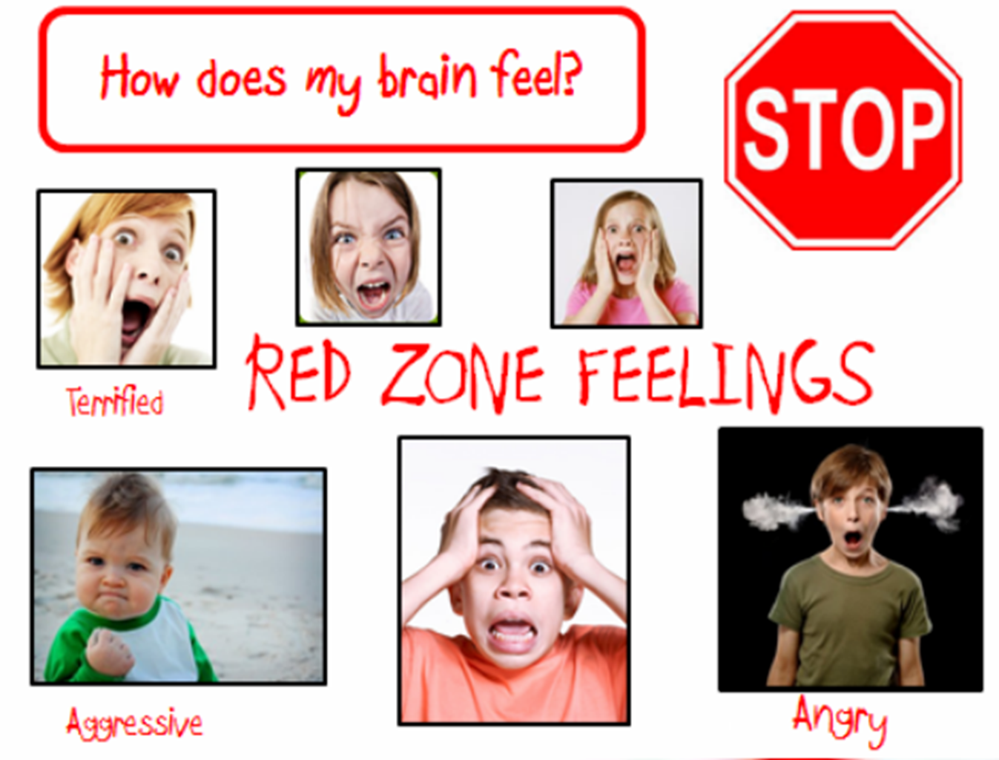 How does my brain feel?
STOP
RED ZONE FEELINGS
Terrified
Aggressive
Angry